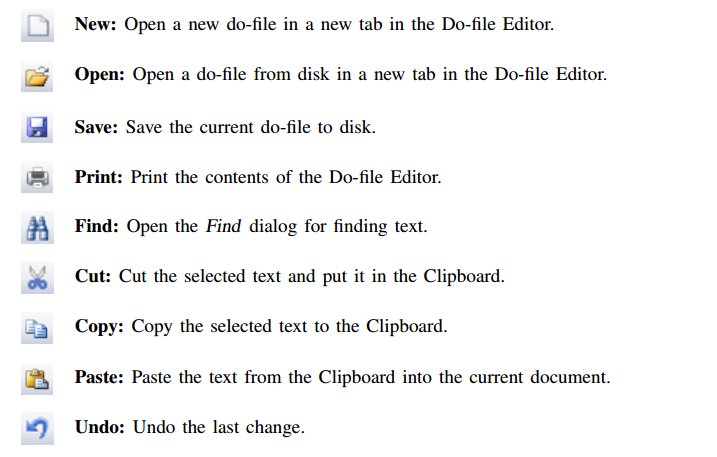 New: Open a new do-file in a new tab in the Do-file Editor.
Open: Open a do-file from disk in a new tab in the Do-file Editor.
Save: Save the current do-file to disk.
Print: Print the contents of the Do-file Editor.
Find: Open the Find dialog for finding text.
Cut: Cut the selected text and put it in the Clipboard.
Copy: Copy the selected text to the Clipboard.
Paste: Paste the text from the Clipboard into the current document.
Undo: Undo the last change.